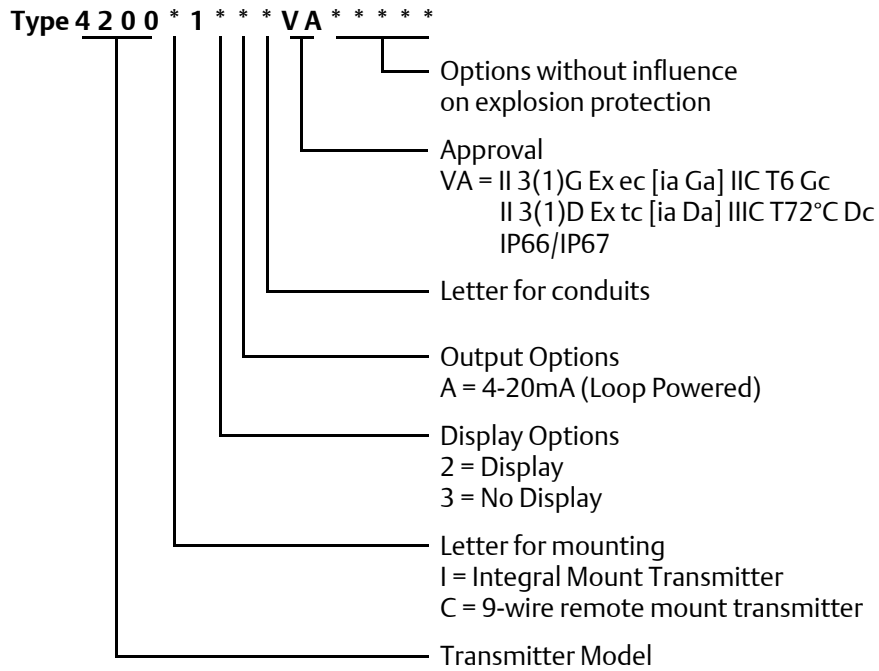 Type 4 2 0 0 * 1 * * * V A * * * * *
Options without influence
on explosion protection
Approval
VA = II 3(1)G Ex ec [ia Ga] IIC T6 Gc
II 3(1)D Ex tc [ia Da] IIIC T72°C Dc
IP66/IP67
Letter for conduits
Output Options
A = 4-20mA (Loop Powered)
Display Options
2 = Display
3 = No Display
Letter for mounting
I = Integral Mount Transmitter
C = 9-wire remote mount transmitter
Transmitter Model